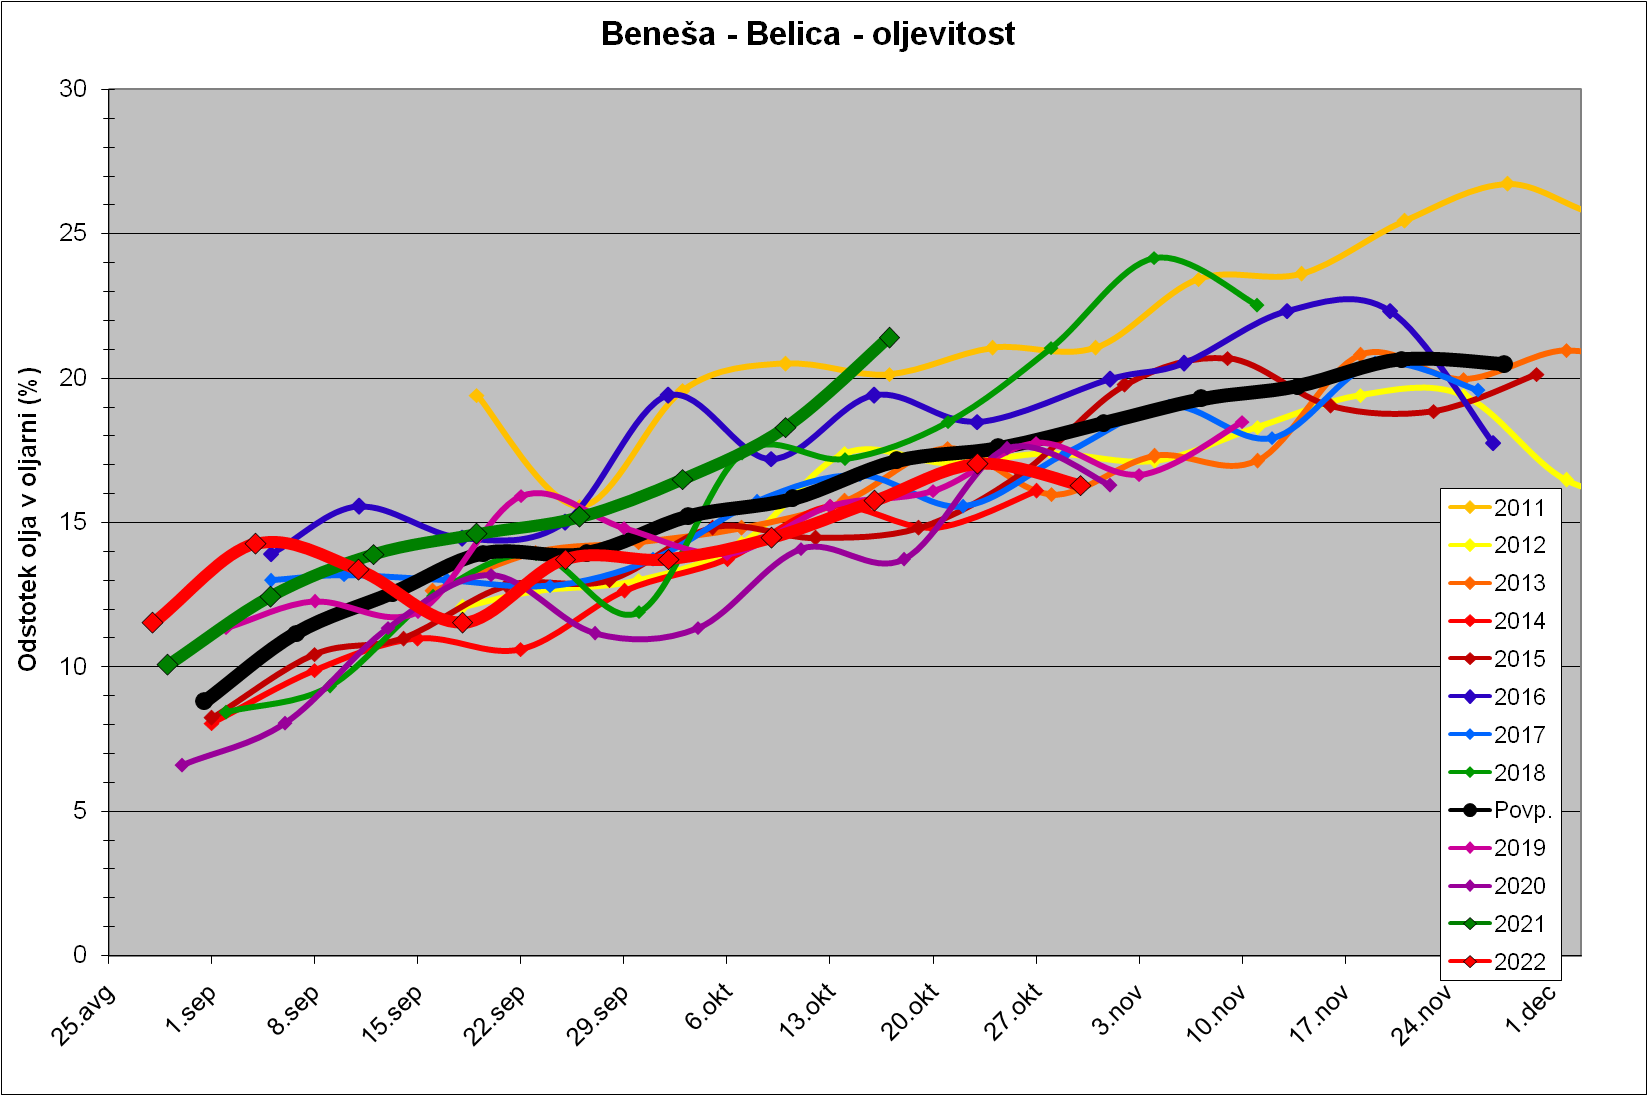 Beneša - Belica - oljevitost
Odstotek olja v oljarni (%)
30
25
20
15
10
5
0
25.avg
1.sep
8.sep
15.sep
22.sep
29.sep
6.okt
13.okt
20.okt
27.okt
3.nov
10.nov
17.nov
24.nov
1.dec
2011
2012
2013
2014
2015
2016
2017
2018
Povp.
2019
2020
2021
2022